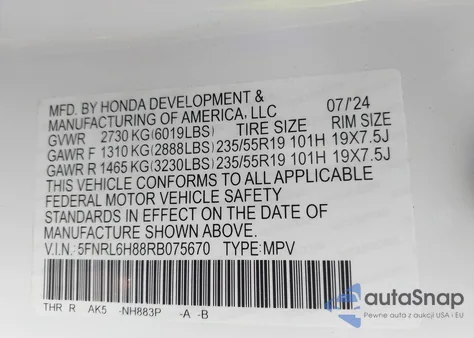 MFD. BY HONDA DEVELOPMENT &
MANUFACTURING OF AMERICA, LLC 07/'24
GVWR 2730 KG(6019LBS) TIRE SIZE RIM SIZE
GAWR F 1310 KG(2888LBS) 235/55R19 101H 19X7.5J
GAWR R 1465 KG(3230LBS) 235/55R19 101H 19X7.5J
THIS VEHICLE CONFORMS TO ALL APPLICABLE
FEDERAL MOTOR VEHICLE SAFETY
STANDARDS IN EFFECT ON THE DATE OF
MANUFACTURE SHOWN ABOVE.
V.I.N.: 5FNRL6H88RB075670 TYPE: MPV
THR R AK5 -NH883P -A -B
autoSnap
Pewne auta z aukcji USA i EU